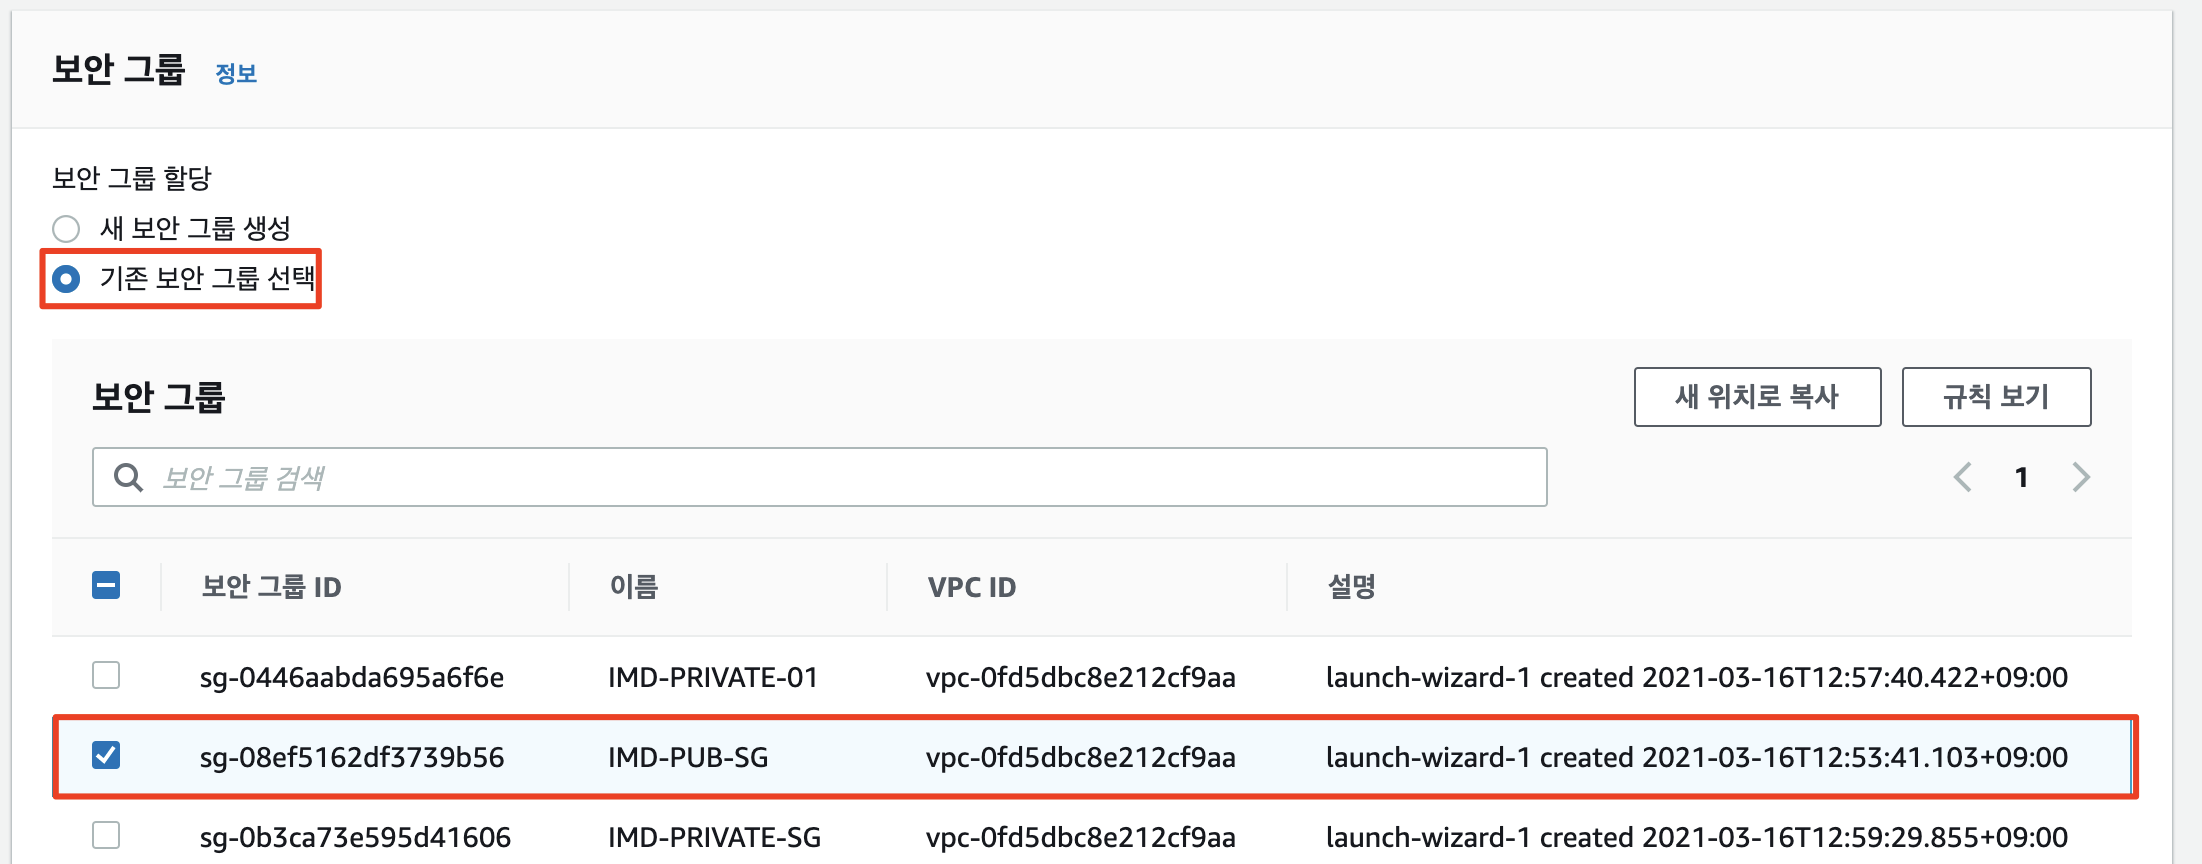 보안 그룹 정보
보안 그룹 할당
새 보안 그룹 생성
기존 보안 그룹 선택
보안 그룹 새 위치로 복사 규칙 보기
보안 그룹 검색 1
보안 그룹 ID 이름 VPC ID 설명
sg-0446aabda695a6f6e IMD-PRIVATE-01 vpc-0fd5dbc8e212cf9aa launch-wizard-1 created 2021-03-16T12:57:40.422+09:00
sg-08ef5162df3739b56 IMD-PUB-SG vpc-0fd5dbc8e212cf9aa launch-wizard-1 created 2021-03-16T12:53:41.103+09:00
sg-0b3ca73e595d41606 IMD-PRIVATE-SG vpc-0fd5dbc8e212cf9aa launch-wizard-1 created 2021-03-16T12:59:29.855+09:00